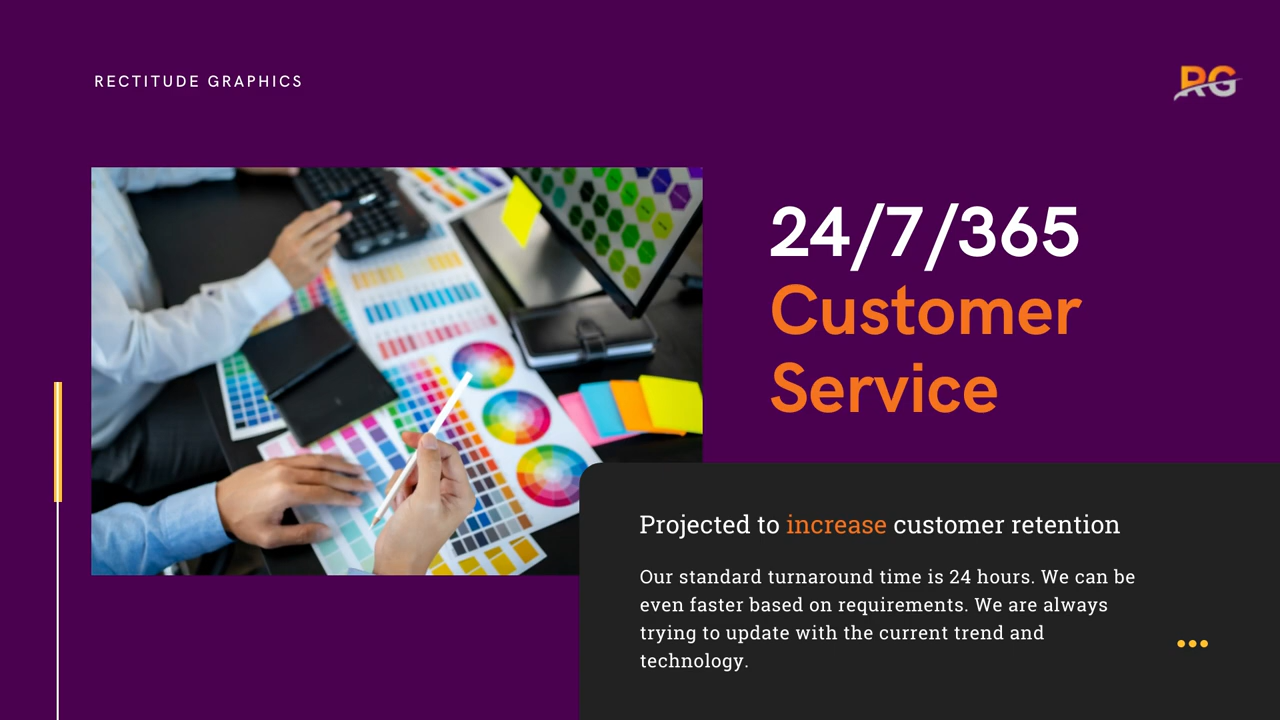 RECTITUDE GRAPHICS
RG
24/7/365
Customer
Service
Projected to increase customer retention
Our standard turnaround time is 24 hours. We can be
even faster based on requirements. We are always
trying to update with the current trend and
technology.